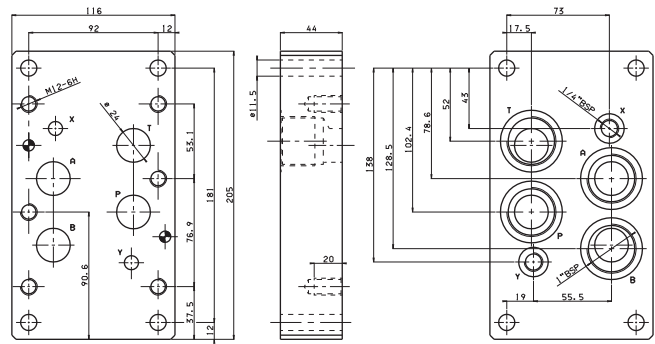 116
92
12
M12-6H
ø 24
X
T
A
P
B
Y
53.1
181
205
76.9
90.6
37.5
12
44
ø11.5
20
73
17.5
1/4"BSP
43
52
78.6
102.4
128.5
138
T
X
A
P
Y
B
1"BSP
19
55.5